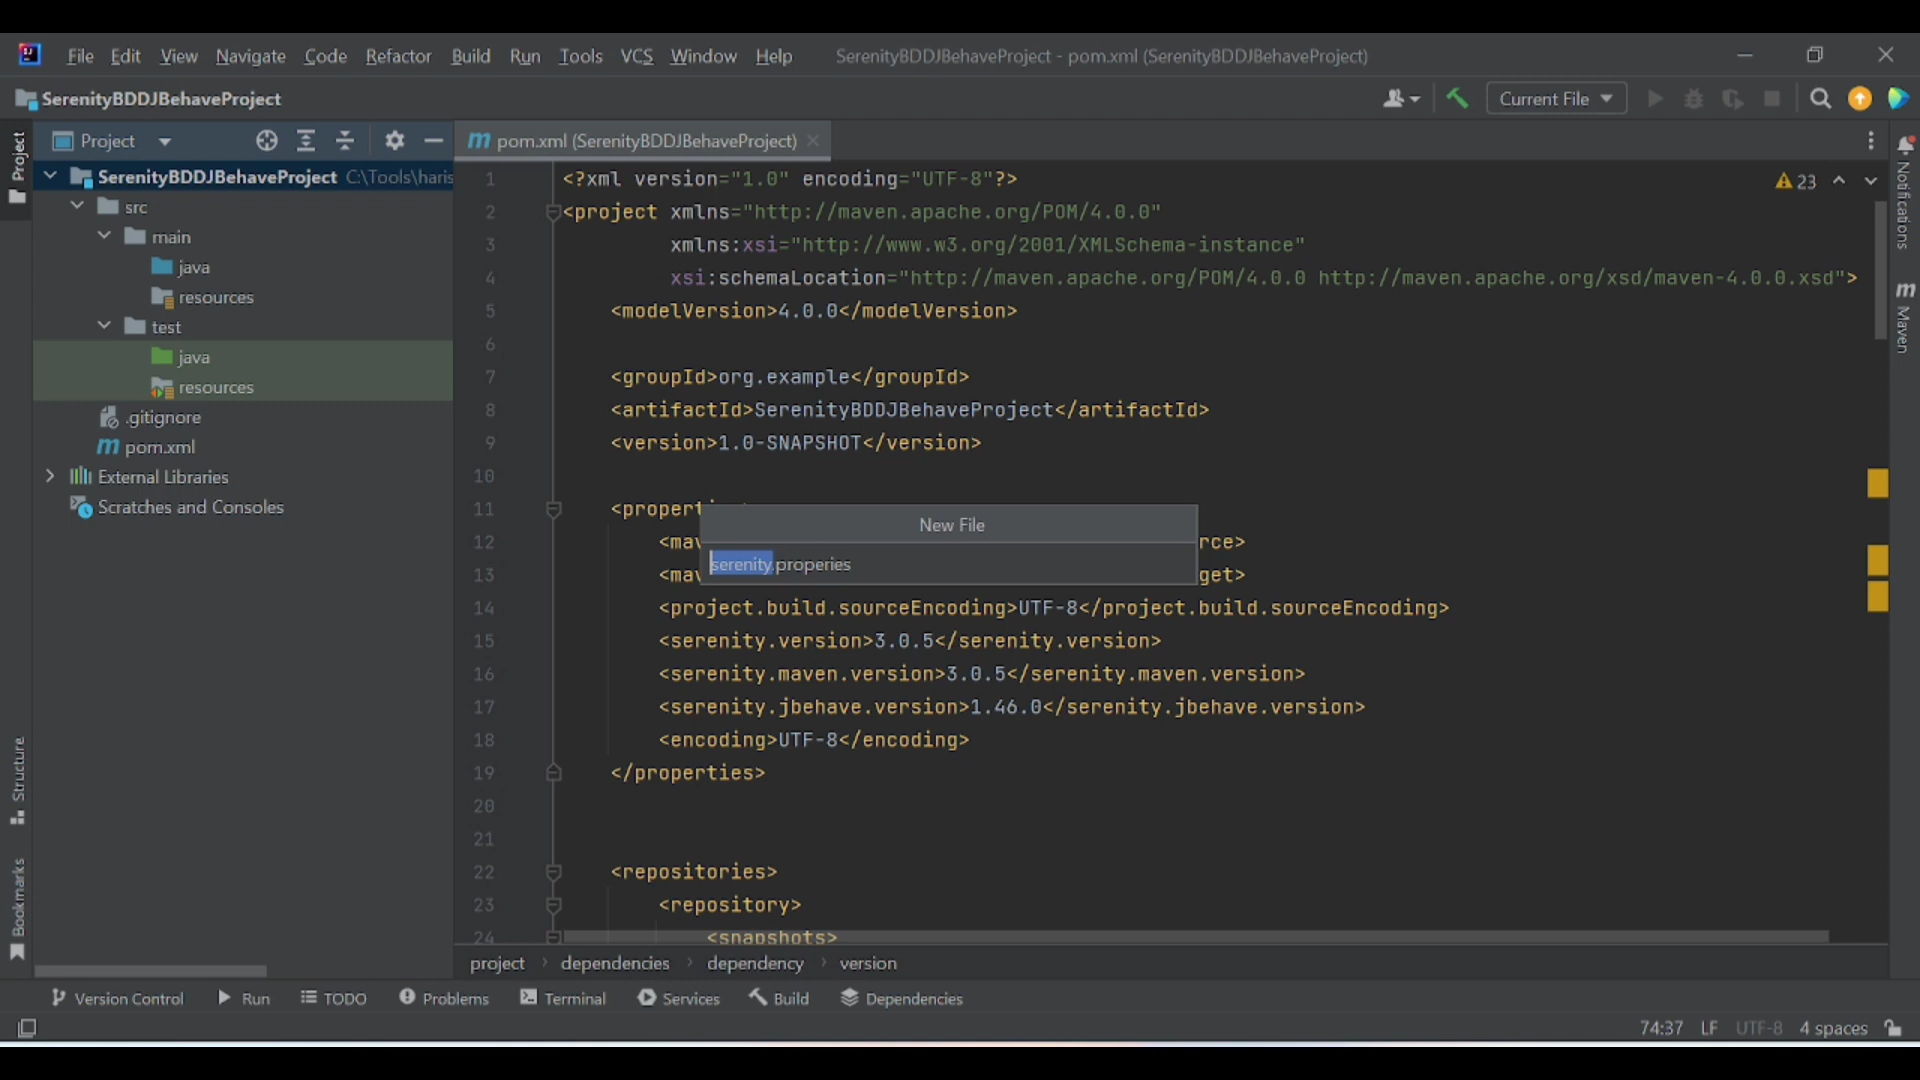 File Edit View Navigate Code Refactor Build Run Tools VCS Window Help SerenityBDDJBehaveProject - pom.xml (SerenityBDDJBehaveProject)
SerenityBDDJBehaveProject
Current File
Project
pom.xml (SerenityBDDJBehaveProject)
Project
Structure
Bookmarks
SerenityBDDJBehaveProject C:\Tools\haris
src
main
java
resources
test
java
resources
.gitignore
pom.xml
External Libraries
Scratches and Consoles
1 <?xml version="1.0" encoding="UTF-8"?>
2 <project xmlns="http://maven.apache.org/POM/4.0.0"
3 xmlns:xsi="http://www.w3.org/2001/XMLSchema-instance"
4 xsi:schemaLocation="http://maven.apache.org/POM/4.0.0 http://maven.apache.org/xsd/maven-4.0.0.xsd">
5 <modelVersion>4.0.0</modelVersion>
6
7 <groupId>org.example</groupId>
8 <artifactId>SerenityBDDJBehaveProject</artifactId>
9 <version>1.0-SNAPSHOT</version>
10
11 <propert
12 <mav rce>
13 <mav get>
14 <project.build.sourceEncoding>UTF-8</project.build.sourceEncoding>
15 <serenity.version>3.0.5</serenity.version>
16 <serenity.maven.version>3.0.5</serenity.maven.version>
17 <serenity.jbehave.version>1.46.0</serenity.jbehave.version>
18 <encoding>UTF-8</encoding>
19 </properties>
20
21
22 <repositories>
23 <repository>
24 <snapshots>
New File
serenity.properies
23
Notifications
m Maven
project dependencies dependency version
Version Control Run TODO Problems Terminal Services Build Dependencies
74:37 LF UTF-8 4 spaces